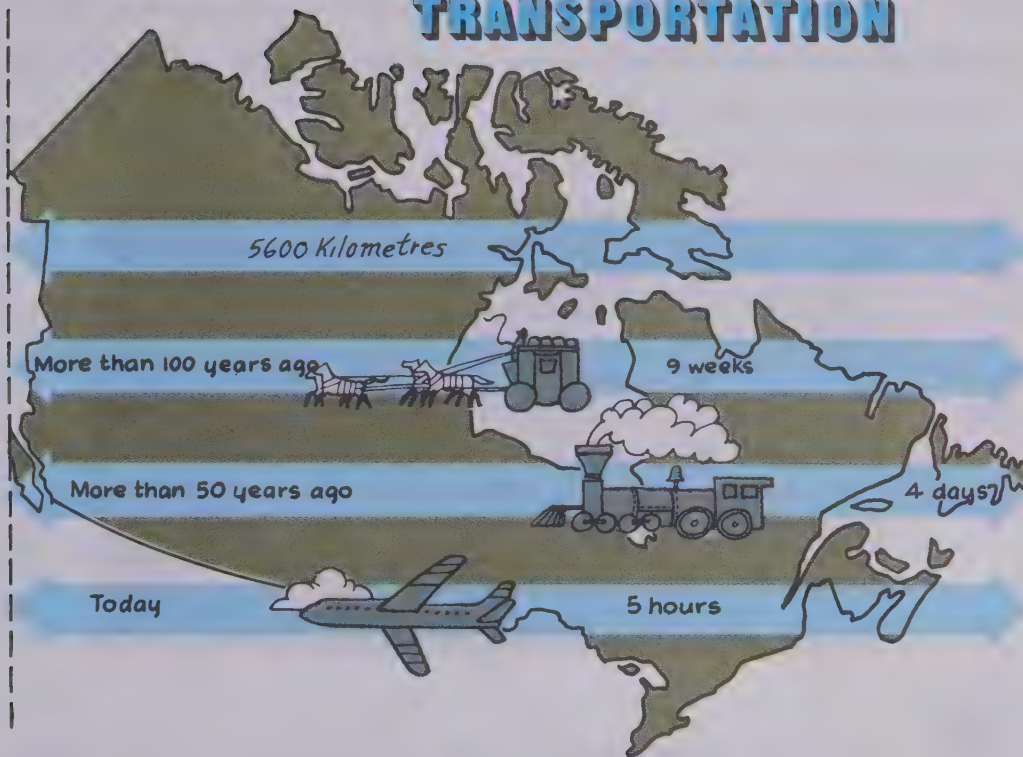 TRANSPORTATION
5600 Kilometres
More than 100 years ago
9 weeks
More than 50 years ago
4 days
Today
5 hours